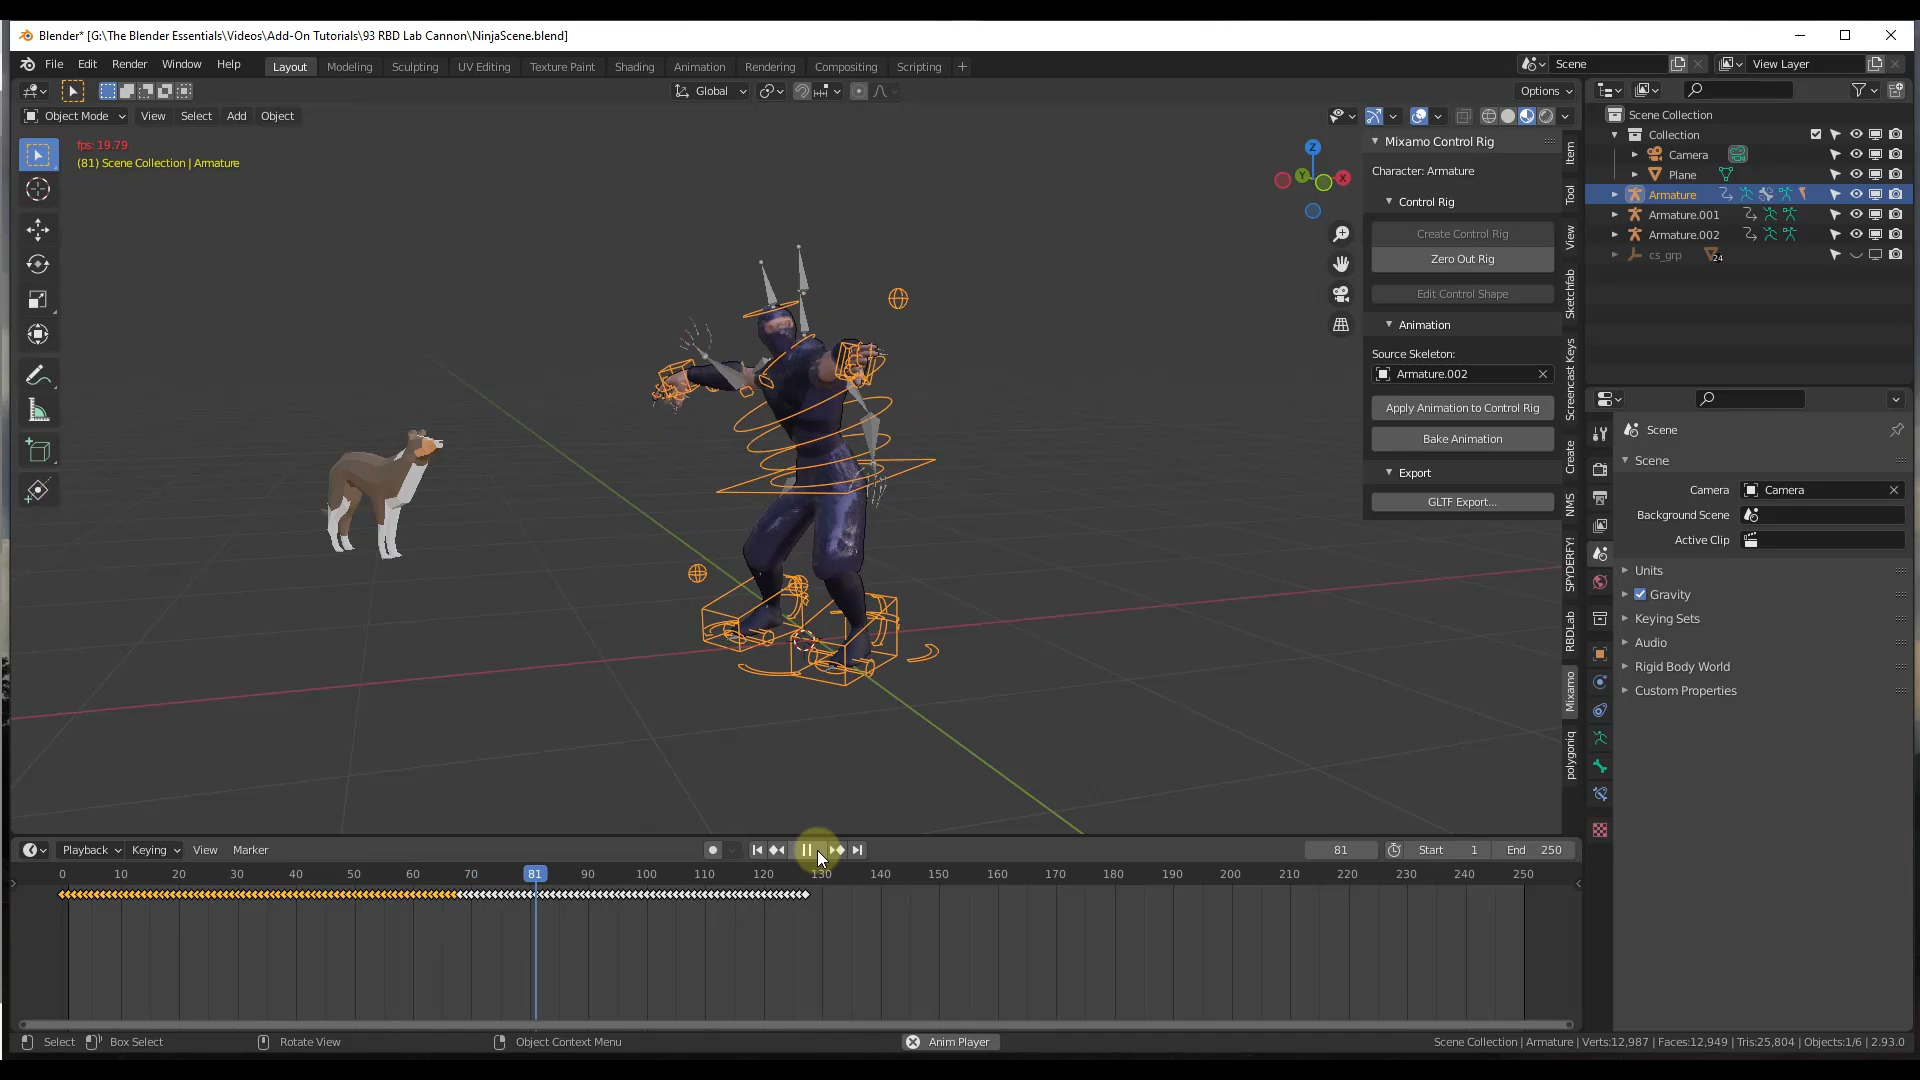 Blender* [G:\The Blender Essentials\Videos\Add-On Tutorials\93 RBD Lab Cannon\NinjaScene.blend]
File Edit Render Window Help
Layout Modeling Sculpting UV Editing Texture Paint Shading Animation Rendering Compositing Scripting +
Scene
View Layer
Global
Options
Object Mode View Select Add Object
fps: 19.79
(81) Scene Collection | Armature
Z
Y
X
Mixamo Control Rig
Character: Armature
Control Rig
Create Control Rig
Zero Out Rig
Edit Control Shape
Animation
Source Skeleton:
Armature.002
Apply Animation to Control Rig
Bake Animation
Export
GLTF Export...
Item
Tool
View
Sketchfab
Screencast Keys
Create
NMS
SPYDERFY!
RBDLab
Mixamo
polygoniq
Scene Collection
Collection
Camera
Plane
Armature
Armature.001
Armature.002
cs_grp
24
Scene
Scene
Camera Camera
Background Scene
Active Clip
Units
Gravity
Keying Sets
Audio
Rigid Body World
Custom Properties
Playback Keying View Marker
81 Start 1 End 250
0 10 20 30 40 50 60 70 81 90 100 110 120 130 140 150 160 170 180 190 200 210 220 230 240 250
Select Box Select Rotate View Object Context Menu Anim Player
Scene Collection | Armature | Verts:12,987 | Faces:12,949 | Tris:25,804 | Objects:1/6 | 2.93.0